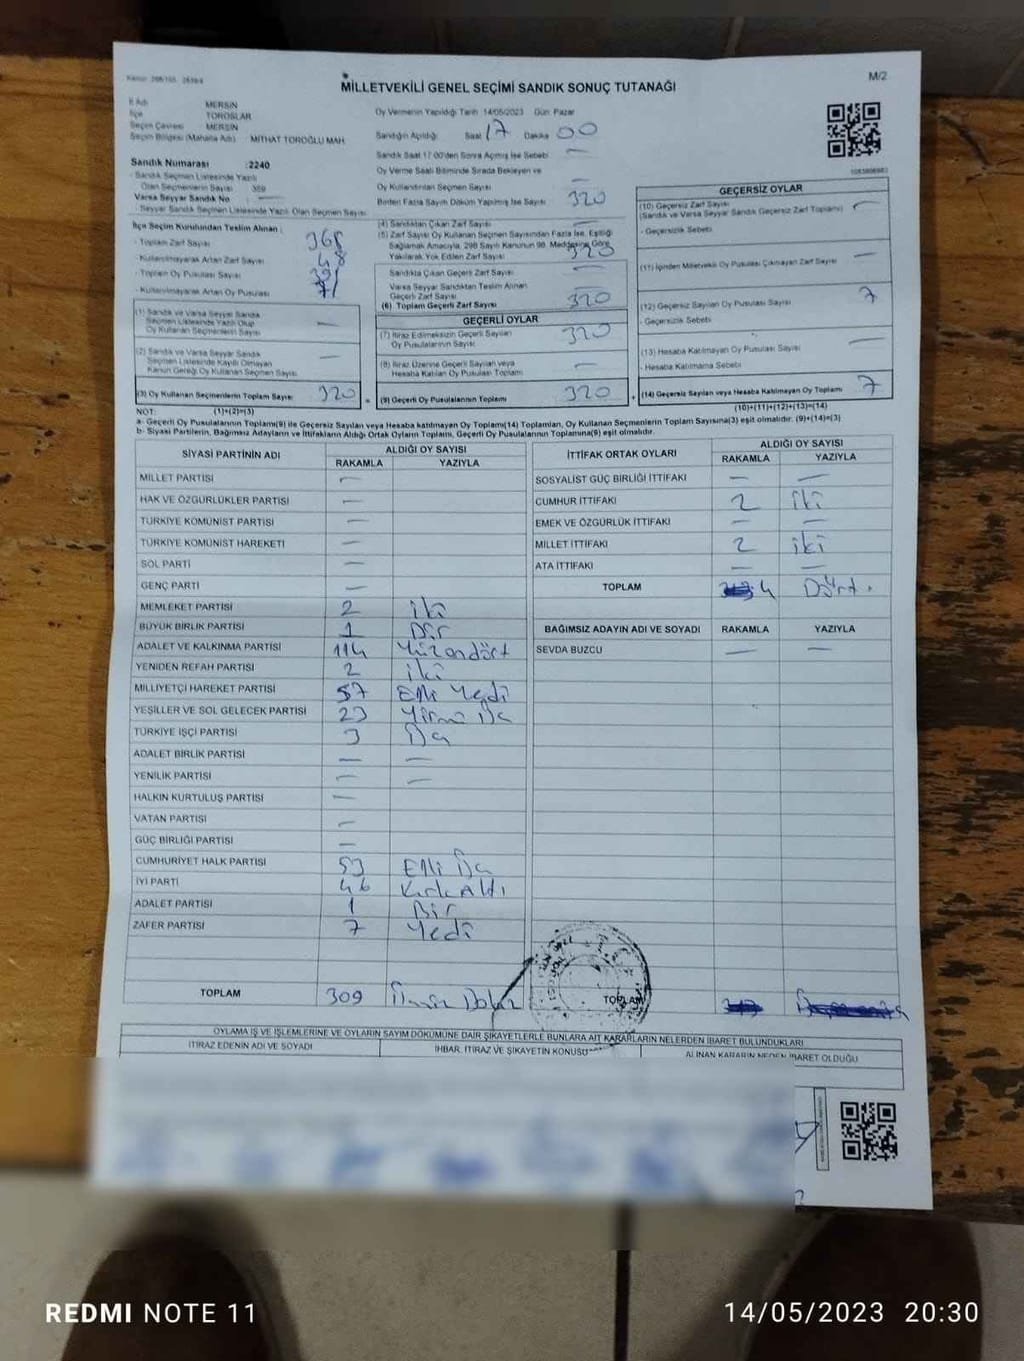 M/2
MİLLETVEKİLİ GENEL SEÇİMİ SANDIK SONUÇ TUTANAĞI
İl Adı MERSİN
İlçe TOROSLAR
Seçim Çevresi MERSİN
Seçim Bölgesi (Mahalle Adı) MİTHAT TOROĞLU MAH.
Oy Vermenin Yapıldığı Tarih 14/05/2023 Gün Pazar
Sandığın Açıldığı Saat 17 Dakika 00
Sandık Saat 17:00'den Sonra Açılmış İse Sebebi —
Oy Verme Saati Bitiminde Sırada Bekleyen ve
Oy Kullandırılan Seçmen Sayısı —
Birden Fazla Sayım Döküm Yapılmış İse Sayısı 320
Sandık Numarası :2240
- Sandık Seçmen Listesinde Yazılı
Olan Seçmenlerin Sayısı 359
Varsa Seyyar Sandık No —
- Seyyar Sandık Seçmen Listesinde Yazılı Olan Seçmen Sayısı
İlçe Seçim Kurulundan Teslim Alınan :
- Toplam Zarf Sayısı 368
- Kullanılmayarak Artan Zarf Sayısı 48
- Toplam Oy Pusulası Sayısı
- Kullanılmayarak Artan Oy Pusulası 71
(1) Sandık ve Varsa Seyyar Sandık
Seçmen Listesinde Yazılı Olup
Oy Kullanan Seçmenlerin Sayısı —
(2) Sandık ve Varsa Seyyar Sandık
Seçmen Listesinde Kayıtlı Olmayan
Kanun Gereği Oy Kullanan Seçmen Sayısı —
(3) Oy Kullanan Seçmenlerin Toplam Sayısı 320
(1)+(2)=(3)
(4) Sandıktan Çıkan Zarf Sayısı —
(5) Zarf Sayısı Oy Kullanan Seçmen Sayısından Fazla İse, Eşitliği
Sağlamak Amacıyla, 298 Sayılı Kanunun 98. Maddesine Göre
Yakılarak Yok Edilen Zarf Sayısı 320
Sandıkta Çıkan Geçerli Zarf Sayısı —
Varsa Seyyar Sandıktan Teslim Alınan
Geçerli Zarf Sayısı
(6) Toplam Geçerli Zarf Sayısı 320
GEÇERLİ OYLAR
(7) İtiraz Edilmeksizin Geçerli Sayılan
Oy Pusulalarının Sayısı 320
(8) İtiraz Üzerine Geçerli Sayılan veya
Hesaba Katılan Oy Pusulası Toplamı —
(9) Geçerli Oy Pusulalarının Toplamı 320
GEÇERSİZ OYLAR
(10) Geçersiz Zarf Sayısı —
(Sandık ve Varsa Seyyar Sandık Geçersiz Zarf Toplamı)
- Geçersizlik Sebebi
(11) İçinden Milletvekili Oy Pusulası Çıkmayan Zarf Sayısı —
(12) Geçersiz Sayılan Oy Pusulası Sayısı 7
- Geçersizlik Sebebi
(13) Hesaba Katılmayan Oy Pusulası Sayısı —
- Hesaba Katılmama Sebebi
(14) Geçersiz Sayılan veya Hesaba Katılmayan Oy Toplamı 7
(10)+(11)+(12)+(13)=(14)
NOT:
a- Geçerli Oy Pusulalarının Toplamı(9) ile Geçersiz Sayılan veya Hesaba katılmayan Oy Toplamı(14) Toplamları, Oy Kullanan Seçmenlerin Toplam Sayısına(3) eşit olmalıdır. (9)+(14)=(3)
b- Siyasi Partilerin, Bağımsız Adayların ve İttifakların Aldığı Ortak Oyların Toplamı, Geçerli Oy Pusulalarının Toplamına(9) eşit olmalıdır.
SİYASİ PARTİNİN ADI ALDIĞI OY SAYISI
RAKAMLA YAZIYLA
MİLLET PARTİSİ —
HAK VE ÖZGÜRLÜKLER PARTİSİ —
TÜRKİYE KOMÜNİST PARTİSİ —
TÜRKİYE KOMÜNİST HAREKETİ —
SOL PARTİ —
GENÇ PARTİ —
MEMLEKET PARTİSİ 2 iki
BÜYÜK BİRLİK PARTİSİ 1 Bir
ADALET VE KALKINMA PARTİSİ 114 Yüzondört
YENİDEN REFAH PARTİSİ 2 iki
MİLLİYETÇİ HAREKET PARTİSİ 57 Elli Yedi
YEŞİLLER VE SOL GELECEK PARTİSİ 23 Yirmi Üç
TÜRKİYE İŞÇİ PARTİSİ 3 Üç
ADALET BİRLİK PARTİSİ — —
YENİLİK PARTİSİ — —
HALKIN KURTULUŞ PARTİSİ —
VATAN PARTİSİ —
GÜÇ BİRLİĞİ PARTİSİ —
CUMHURİYET HALK PARTİSİ 53 Elli Üç
İYİ PARTİ 46 Kırk Altı
ADALET PARTİSİ 1 Bir
ZAFER PARTİSİ 7 Yedi
TOPLAM 309 Üçyüz Dokuz
İTTİFAK ORTAK OYLARI ALDIĞI OY SAYISI
RAKAMLA YAZIYLA
SOSYALİST GÜÇ BİRLİĞİ İTTİFAKI — —
CUMHUR İTTİFAKI 2 iki
EMEK VE ÖZGÜRLÜK İTTİFAKI — —
MİLLET İTTİFAKI 2 iki
ATA İTTİFAKI — —
TOPLAM 4 Dört
BAĞIMSIZ ADAYIN ADI VE SOYADI RAKAMLA YAZIYLA
SEVDA BUZCU — —
TOPLAM
OYLAMA İŞ VE İŞLEMLERİNE VE OYLARIN SAYIM DÖKÜMÜNE DAİR ŞİKAYETLERLE BUNLARA AİT KARARLARIN NELERDEN İBARET BULUNDUKLARI
İTİRAZ EDENİN ADI VE SOYADI İHBAR, İTİRAZ VE ŞİKAYETİN KONUSU ALINAN KARARIN NEDEN İBARET OLDUĞU
REDMI NOTE 11
14/05/2023 20:30